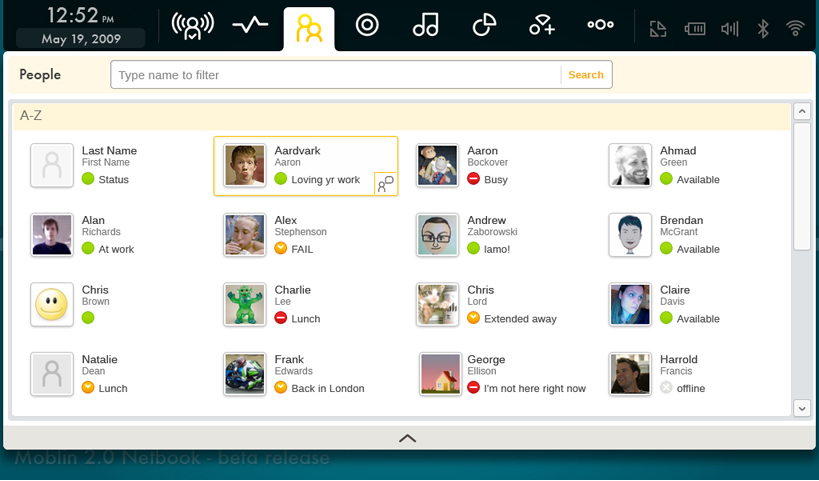 12:52 PM
May 19, 2009
People
Type name to filter
Search
A-Z
Last Name
First Name
Status
Aardvark
Aaron
Loving yr work
Aaron
Bockover
Busy
Ahmad
Green
Available
Alan
Richards
At work
Alex
Stephenson
FAIL
Andrew
Zaborowski
lamo!
Brendan
McGrant
Available
Chris
Brown
Charlie
Lee
Lunch
Chris
Lord
Extended away
Claire
Davis
Available
Natalie
Dean
Lunch
Frank
Edwards
Back in London
George
Ellison
I'm not here right now
Harrold
Francis
offline
Moblin 2.0 Netbook - beta release